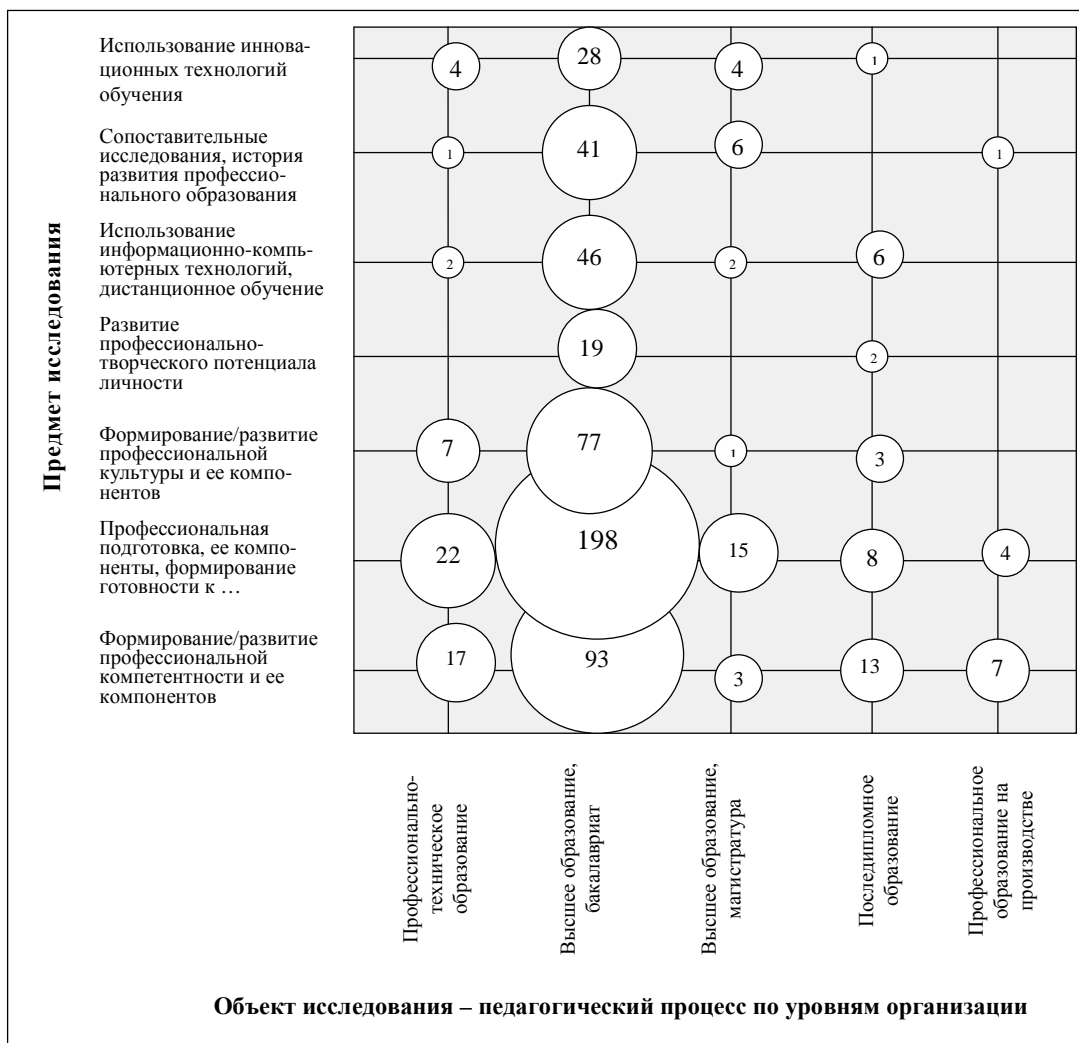 Предмет исследования
Использование иннова-
ционных технологий
обучения
4
28
4
1
Сопоставительные
исследования, история
развития профессио-
нального образования
1
41
6
1
Использование
информационно-компь-
ютерных технологий,
дистанционное обучение
2
46
2
6
Развитие
профессионально-
творческого потенциала
личности
19
2
Формирование/развитие
профессиональной
культуры и ее компо-
нентов
7
77
1
3
Профессиональная
подготовка, ее компо-
ненты, формирование
готовности к …
22
198
15
8
4
Формирование/развитие
профессиональной
компетентности и ее
компонентов
17
93
3
13
7
Профессионально-
техническое
образование
Высшее образование,
бакалавриат
Высшее образование,
магистратура
Последипломное
образование
Профессиональное
образование на
производстве
Объект исследования – педагогический процесс по уровням организации